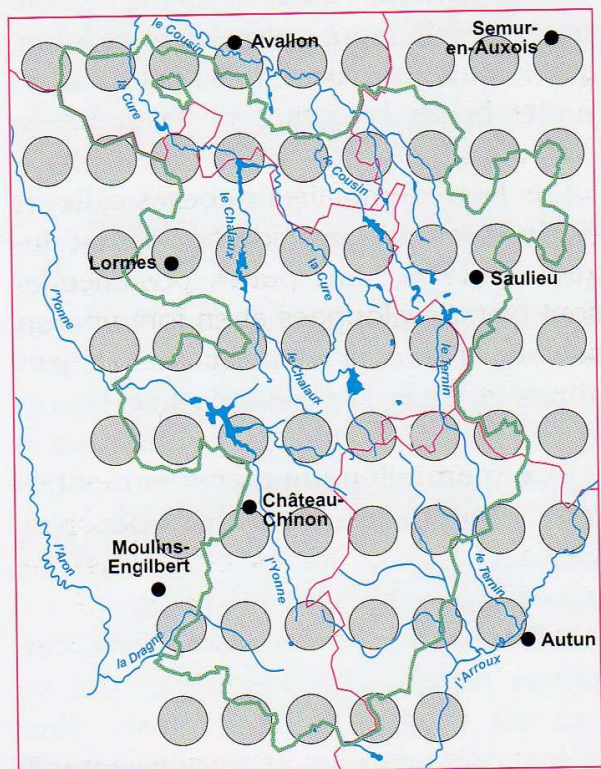 le Cousin
Avallon
Semur-
en-Auxois
la Cure
le Cousin
le Chalaux
Lormes
la Cure
Saulieu
l'Yonne
le Chalaux
le Ternin
Château-
Chinon
Moulins-
Engilbert
l'Aron
l'Yonne
le Ternin
la Dragne
Autun
l'Arroux